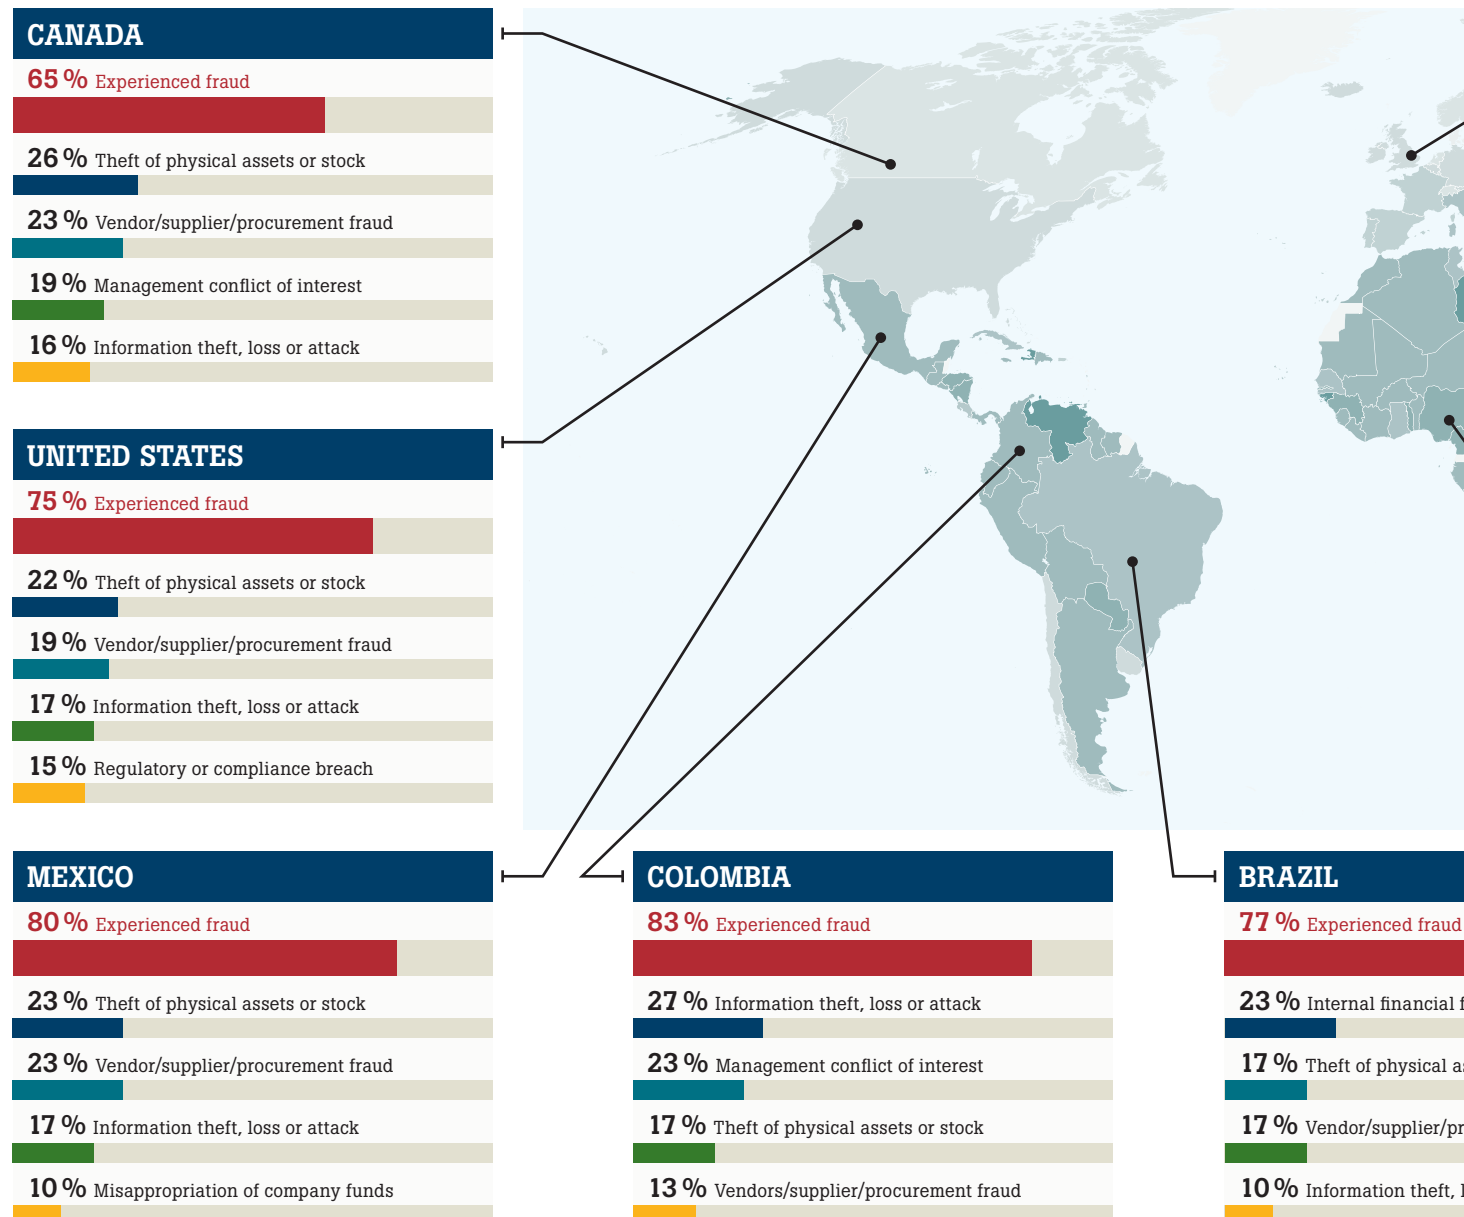 CANADA
65 % Experienced fraud
26 % Theft of physical assets or stock
23 % Vendor/supplier/procurement fraud
19 % Management conflict of interest
16 % Information theft, loss or attack
UNITED STATES
75 % Experienced fraud
22 % Theft of physical assets or stock
19 % Vendor/supplier/procurement fraud
17 % Information theft, loss or attack
15 % Regulatory or compliance breach
MEXICO
80 % Experienced fraud
23 % Theft of physical assets or stock
23 % Vendor/supplier/procurement fraud
17 % Information theft, loss or attack
10 % Misappropriation of company funds
COLOMBIA
83 % Experienced fraud
27 % Information theft, loss or attack
23 % Management conflict of interest
17 % Theft of physical assets or stock
13 % Vendors/supplier/procurement fraud
BRAZIL
77 % Experienced fraud
23 % Internal financial
17 % Theft of physical
17 % Vendor/supplier/
10 % Information theft,